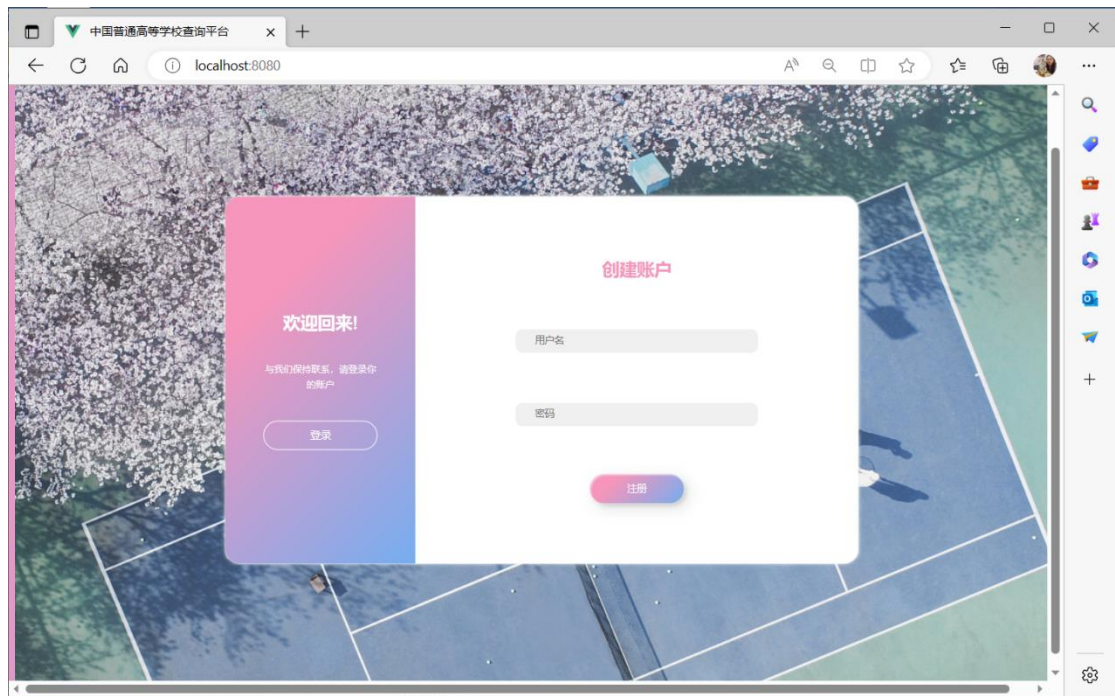 中国普通高等学校查询平台
localhost:8080
创建账户
欢迎回来!
用户名
与我们保持联系，请登录你
的账户
密码
登录
注册